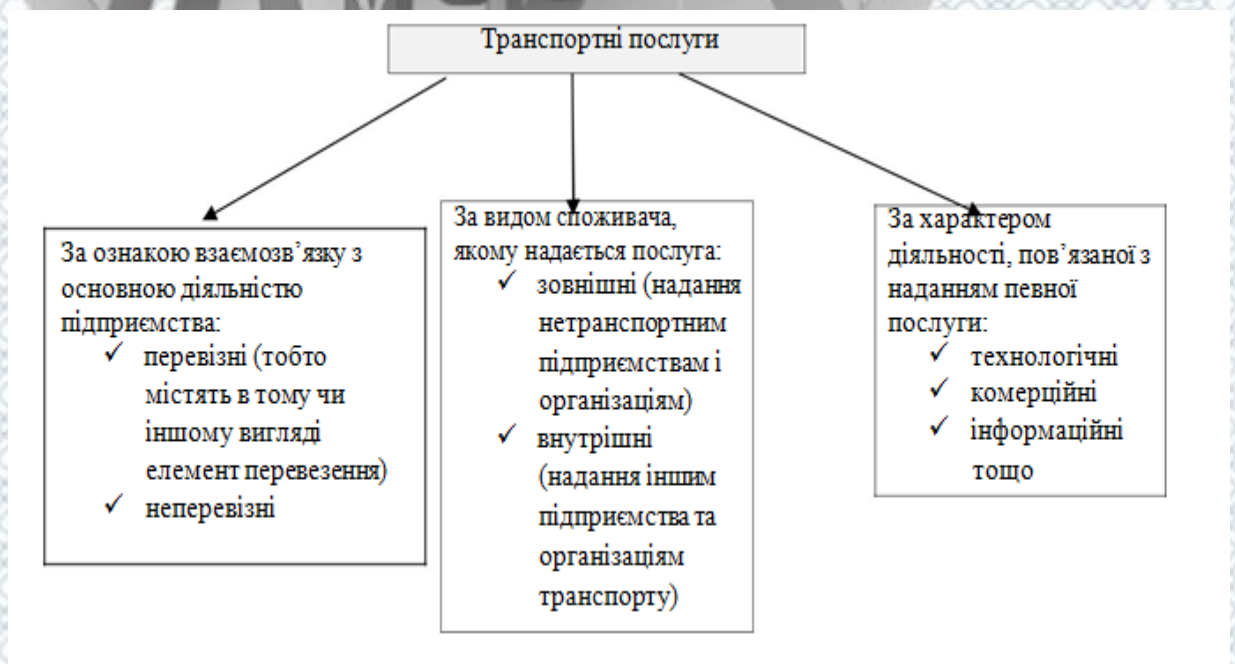 Транспортні послуги
За ознакою взаємозв’язку з
основною діяльністю
підприємства:
✓ перевізні (тобто
містять в тому чи
іншому вигляді
елемент перевезення)
✓ неперевізні
За видом споживача,
якому надається послуга:
✓ зовнішні (надання
нетранспортним
підприємствам і
організаціям)
✓ внутрішні
(надання іншим
підприємства та
організаціям
транспорту)
За характером
діяльності, пов’язаної з
наданням певної
послуги:
✓ технологічні
✓ комерційні
✓ інформаційні
тощо